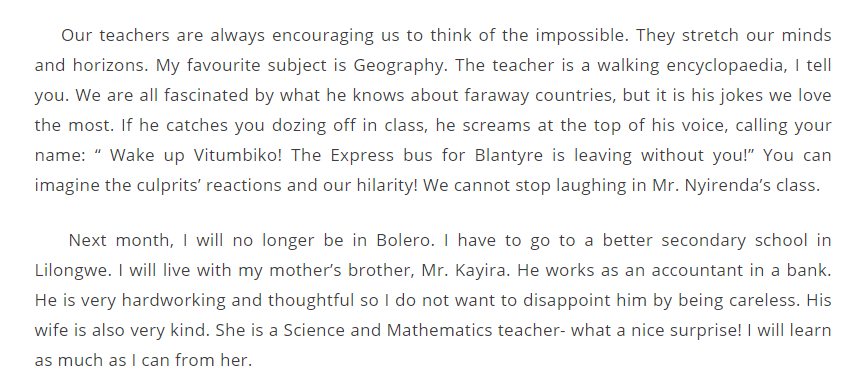 Our teachers are always encouraging us to think of the impossible. They stretch our minds
and horizons. My favourite subject is Geography. The teacher is a walking encyclopaedia, I tell
you. We are all fascinated by what he knows about faraway countries, but it is his jokes we love
the most. If he catches you dozing off in class, he screams at the top of his voice, calling your
name: “ Wake up Vitumbiko! The Express bus for Blantyre is leaving without you!” You can
imagine the culprits’ reactions and our hilarity! We cannot stop laughing in Mr. Nyirenda’s class.
Next month, I will no longer be in Bolero. I have to go to a better secondary school in
Lilongwe. I will live with my mother’s brother, Mr. Kayira. He works as an accountant in a bank.
He is very hardworking and thoughtful so I do not want to disappoint him by being careless. His
wife is also very kind. She is a Science and Mathematics teacher- what a nice surprise! I will learn
as much as I can from her.